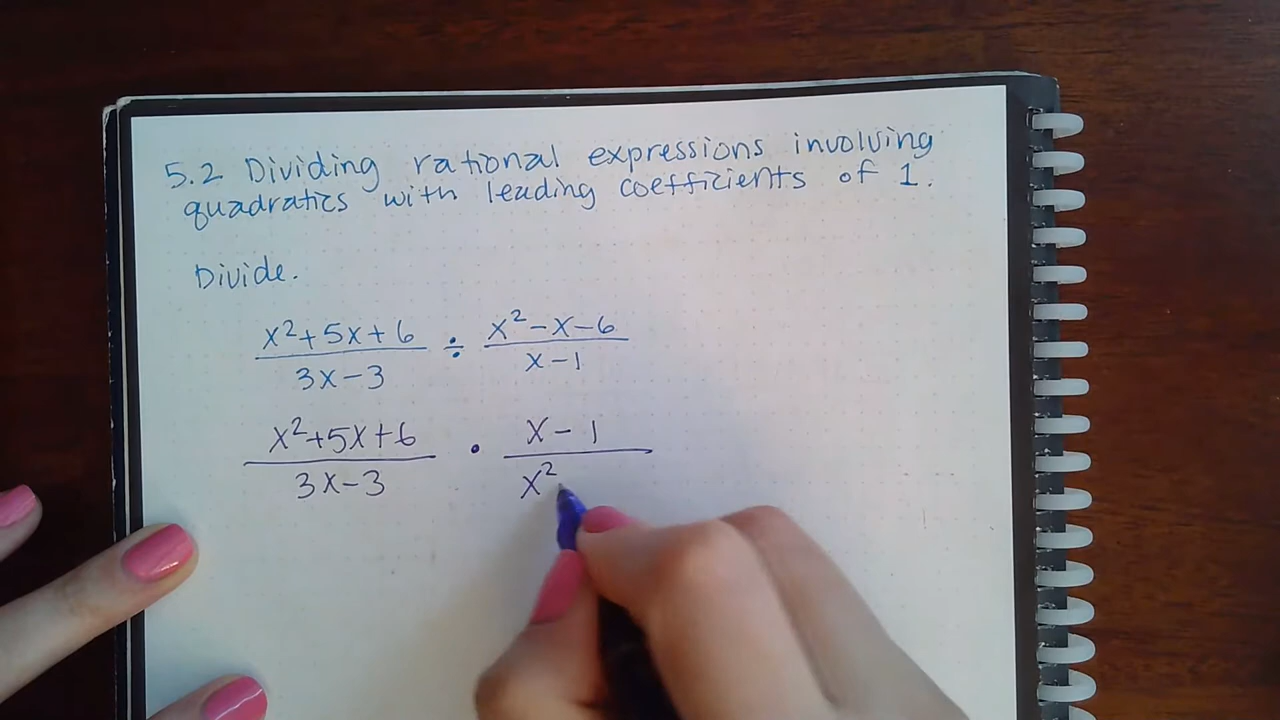 5.2 Dividing rational expressions involving
quadratics with leading coefficients of 1.
Divide.
x²+5x+6 / 3x-3 ÷ x²-x-6 / x-1
x²+5x+6 / 3x-3 · x-1 / x²